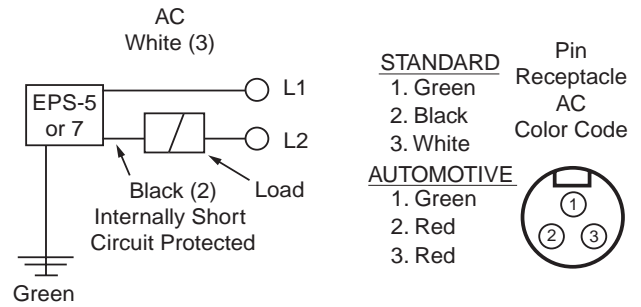 AC
White (3)
EPS-5
or 7
L1
L2
Black (2)
Internally Short
Circuit Protected
Load
Green
STANDARD
1. Green
2. Black
3. White
AUTOMOTIVE
1. Green
2. Red
3. Red
Pin
Receptacle
AC
Color Code
1
2
3